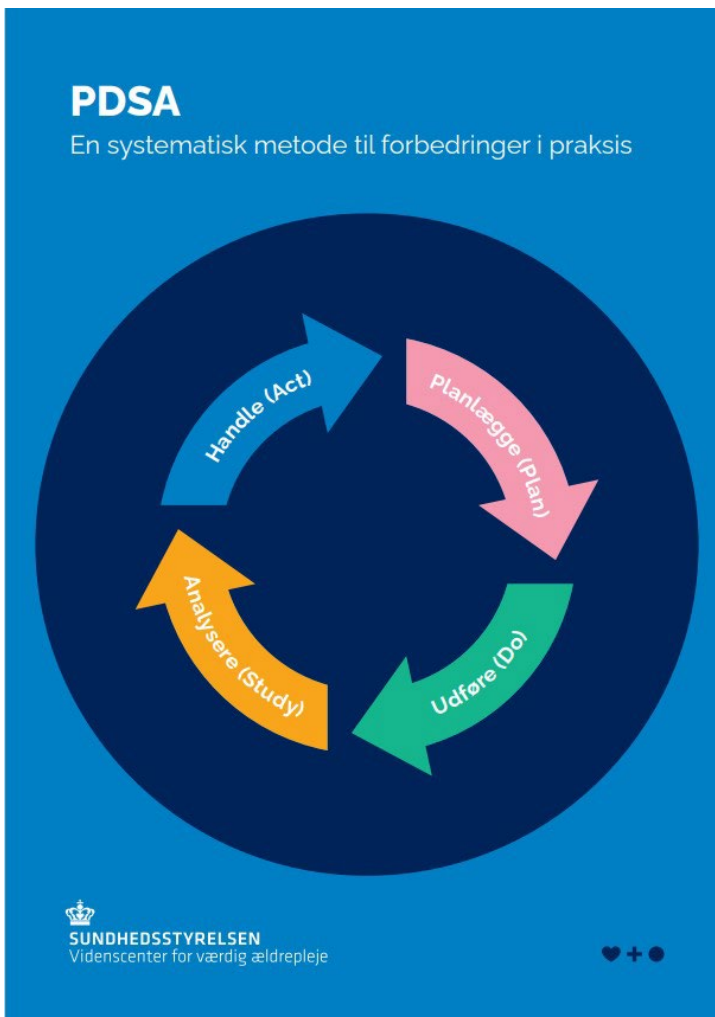 PDSA
En systematisk metode til forbedringer i praksis
Handle (Act)
Planlægge (Plan)
Udføre (Do)
Analysere (Study)
SUNDHEDSSTYRELSEN
Videnscenter for værdig ældrepleje